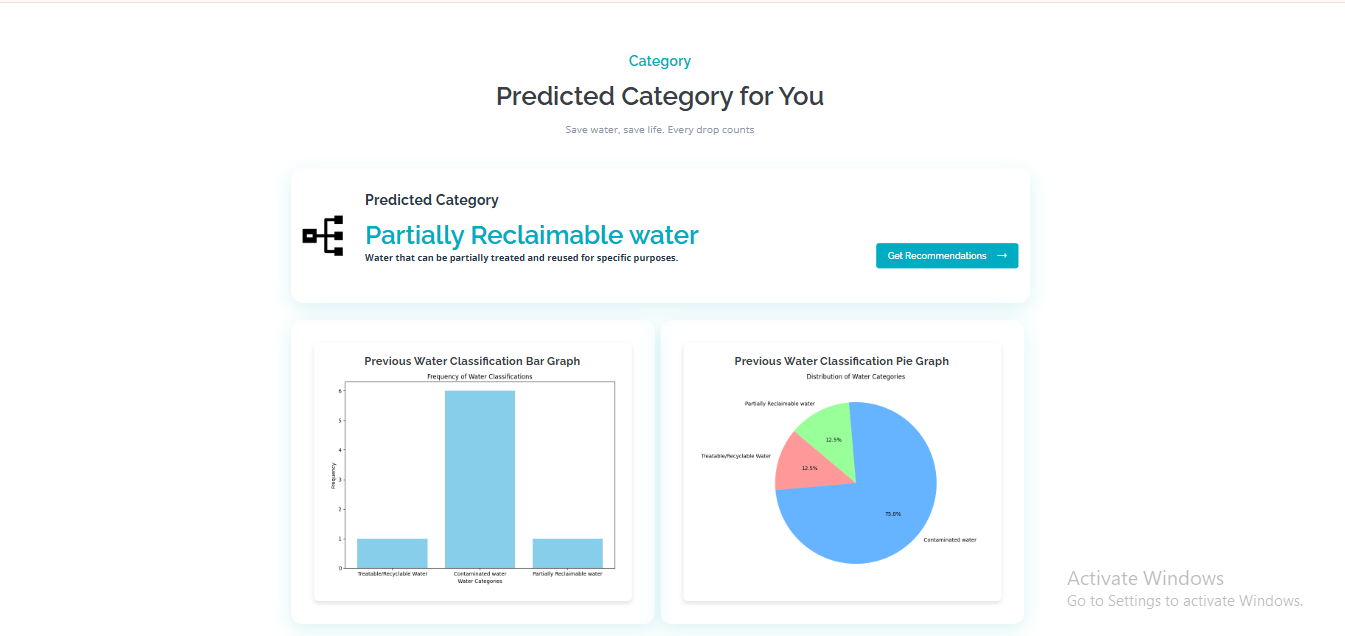 Category
Predicted Category for You
Save water, save life. Every drop counts
Predicted Category
Partially Reclaimable water
Water that can be partially treated and reused for specific purposes.
Get Recommendations →
Previous Water Classification Bar Graph
Frequency of Water Classifications
6
5
4
3
2
1
0
Frequency
Treatable/Recyclable Water
Contaminated water
Partially Reclaimable water
Water Categories
Previous Water Classification Pie Graph
Distribution of Water Categories
Partially Reclaimable water
12.5%
Treatable/Recyclable Water
12.5%
75.0%
Contaminated water
Activate Windows
Go to Settings to activate Windows.